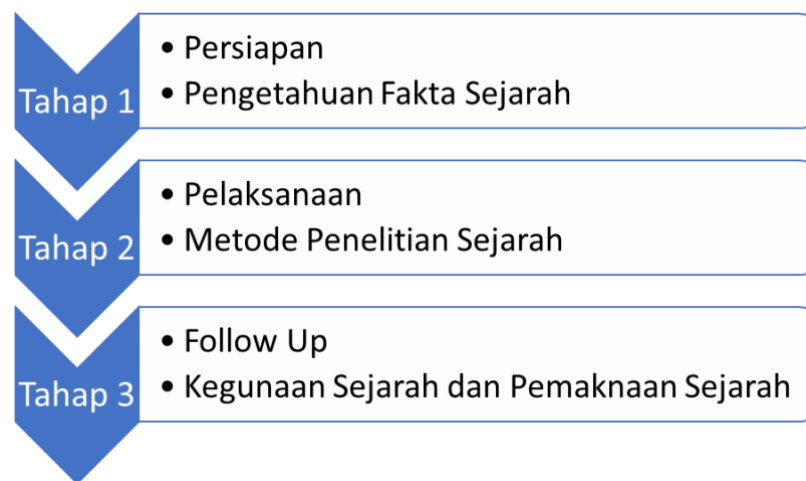 Tahap 1
• Persiapan
• Pengetahuan Fakta Sejarah
Tahap 2
• Pelaksanaan
• Metode Penelitian Sejarah
Tahap 3
• Follow Up
• Kegunaan Sejarah dan Pemaknaan Sejarah